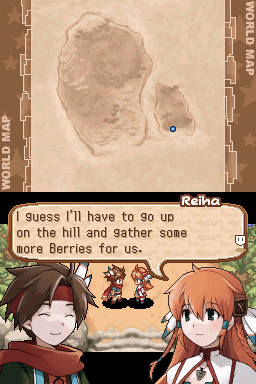 WORLD MAP
WORLD MAP
Reiha
I guess I'll have to go up
on the hill and gather some
more Berries for us.